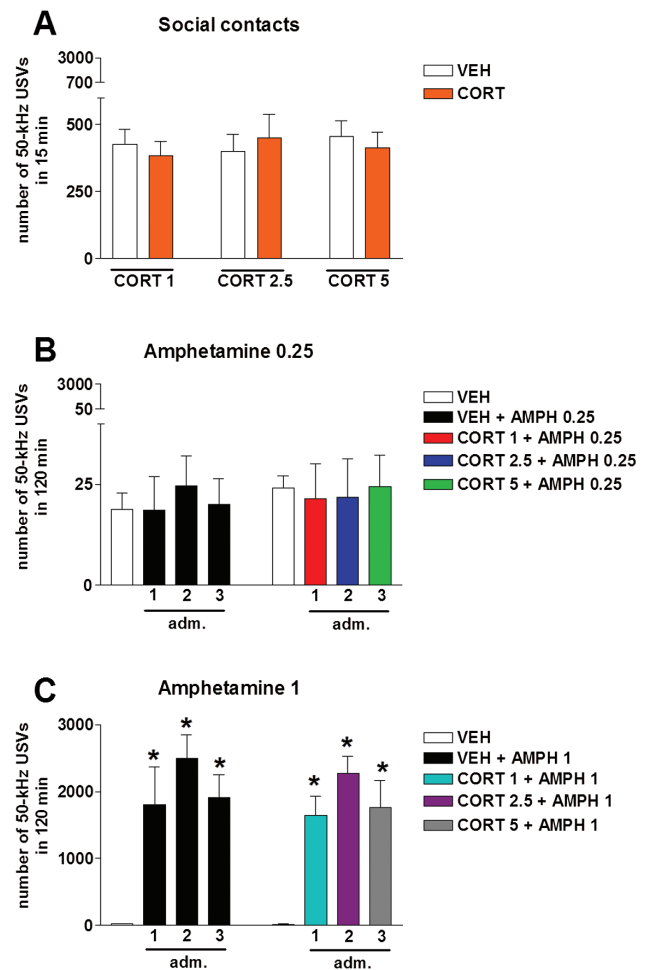 A
Social contacts
number of 50-kHz USVs
in 15 min
3000
700
500
250
0
CORT 1
CORT 2.5
CORT 5
VEH
CORT
B
Amphetamine 0.25
number of 50-kHz USVs
in 120 min
3000
50
25
0
1 2 3
adm.
1 2 3
adm.
VEH
VEH + AMPH 0.25
CORT 1 + AMPH 0.25
CORT 2.5 + AMPH 0.25
CORT 5 + AMPH 0.25
C
Amphetamine 1
number of 50-kHz USVs
in 120 min
3000
2000
1000
0
* * *
* * *
1 2 3
adm.
1 2 3
adm.
VEH
VEH + AMPH 1
CORT 1 + AMPH 1
CORT 2.5 + AMPH 1
CORT 5 + AMPH 1